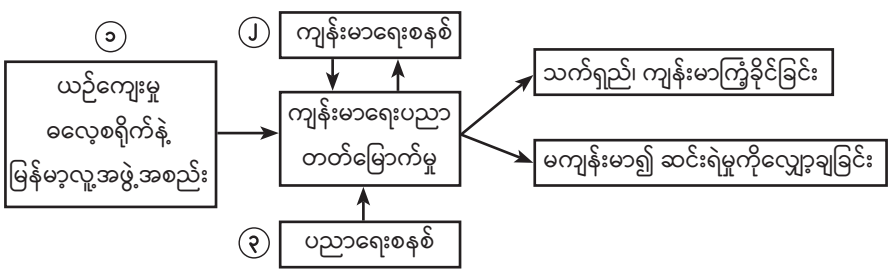 ၁
ယဉ်ကျေးမှု
ဓလေ့စရိုက်နဲ့
မြန်မာ့လူ့အဖွဲ့အစည်း
၂
ကျန်းမာရေးစနစ်
ကျန်းမာရေးပညာ
တတ်မြောက်မှု
၃
ပညာရေးစနစ်
သက်ရှည်၊ ကျန်းမာကြံ့ခိုင်ခြင်း
မကျန်းမာ၍ ဆင်းရဲမှုကိုလျှော့ချခြင်း